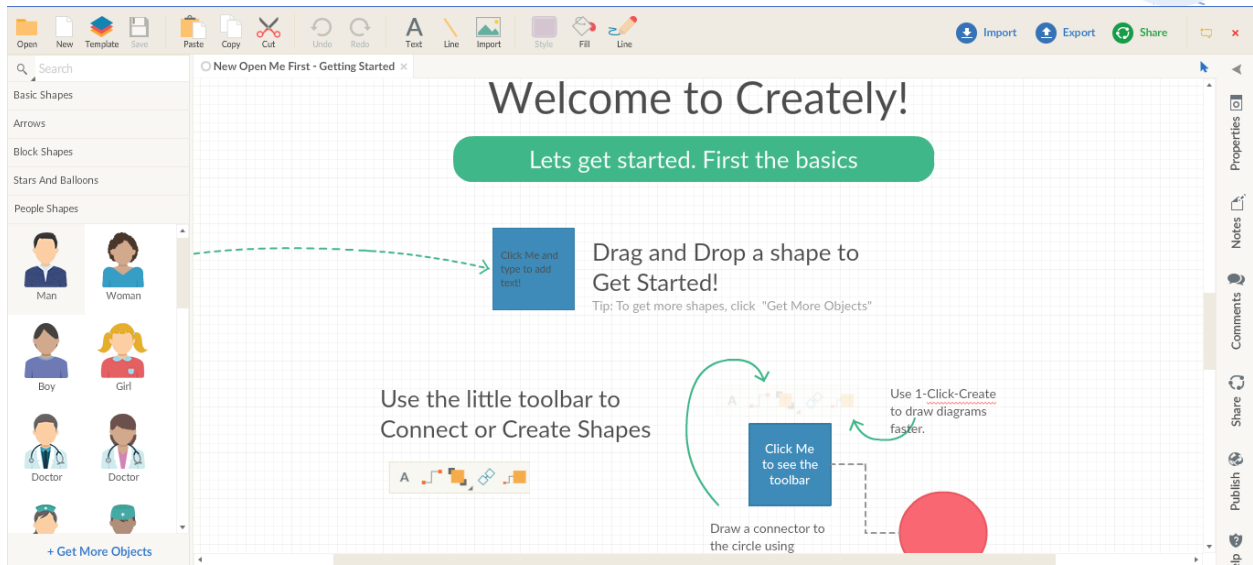 Open New Template Save Paste Copy Cut Undo Redo Text Line Import Style Fill Line
Import Export Share
Search
New Open Me First - Getting Started
Basic Shapes
Arrows
Block Shapes
Stars And Balloons
People Shapes
Man Woman
Boy Girl
Doctor Doctor
+ Get More Objects
Welcome to Creately!
Lets get started. First the basics
Click Me and
type to add
text!
Drag and Drop a shape to
Get Started!
Tip: To get more shapes, click "Get More Objects"
Use the little toolbar to
Connect or Create Shapes
A
A
Use 1-Click-Create
to draw diagrams
faster.
Click Me
to see the
toolbar
Draw a connector to
the circle using
Properties
Notes
Comments
Share
Publish